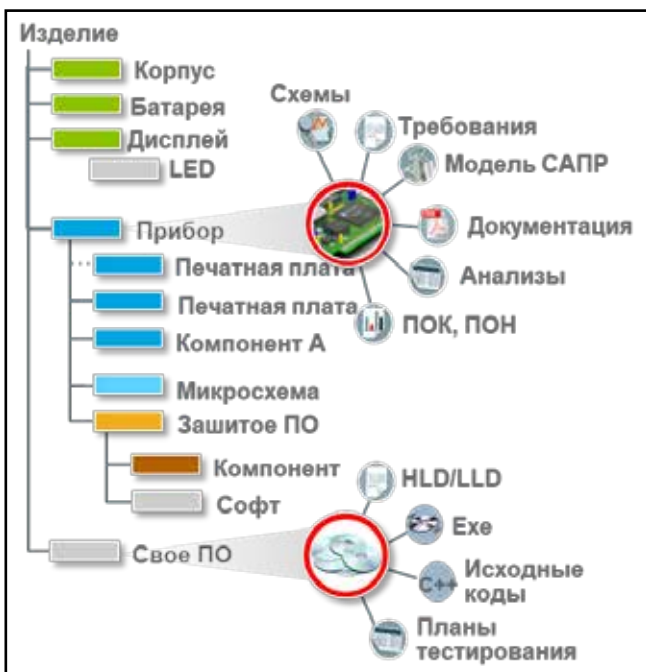 Изделие
Корпус
Батарея
Дисплей
LED
Прибор
Печатная плата
Печатная плата
Компонент А
Микросхема
Зашитое ПО
Компонент
Софт
Свое ПО
Схемы
Требования
Модель САПР
Документация
Анализы
ПОК, ПОН
HLD/LLD
Exe
C++
Исходные
коды
Планы
тестирования